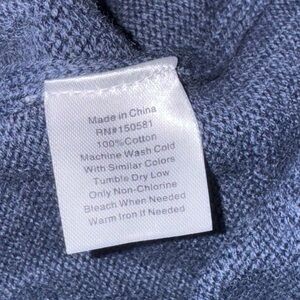 Made in China
RN#150581
100%Cotton
Machine Wash Cold
With Similar Colors
Tumble Dry Low
Only Non-Chlorine
Bleach When Needed
Warm Iron If Needed